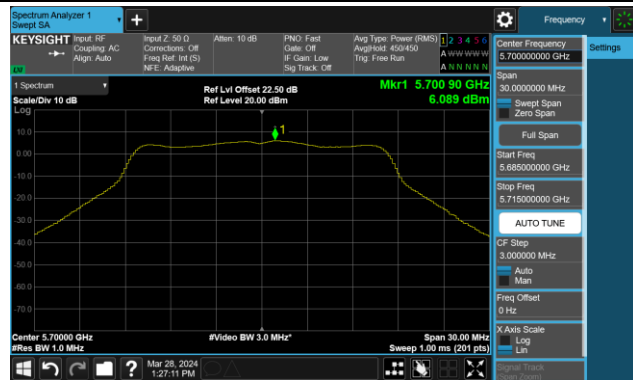 Spectrum Analyzer 1
Swept SA
+
Frequency
KEYSIGHT
Input: RF
Coupling: AC
Align: Auto
Input Z: 50 Ω
Corrections: Off
Freq Ref: Int (S)
NFE: Adaptive
Atten: 10 dB
PNO: Fast
Gate: Off
IF Gain: Low
Sig Track: Off
Avg Type: Power (RMS)
Avg|Hold: 450/450
Trig: Free Run
1 2 3 4 5 6
A W W W W W
A N N N N N
LXI
1 Spectrum
Scale/Div 10 dB
Log
Ref Lvl Offset 22.50 dB
Ref Level 20.00 dBm
Mkr1 5.700 90 GHz
6.089 dBm
1
10.0
0.00
-10.0
-20.0
-30.0
-40.0
-50.0
-60.0
-70.0
Center 5.70000 GHz
#Res BW 1.0 MHz
#Video BW 3.0 MHz*
Span 30.00 MHz
Sweep 1.00 ms (201 pts)
Mar 28, 2024
1:27:11 PM
?
Center Frequency
5.700000000 GHz
Settings
Span
30.0000000 MHz
Swept Span
Zero Span
Full Span
Start Freq
5.685000000 GHz
Stop Freq
5.715000000 GHz
AUTO TUNE
CF Step
3.000000 MHz
Auto
Man
Freq Offset
0 Hz
X Axis Scale
Log
Lin
Signal Track
(Span Zoom)